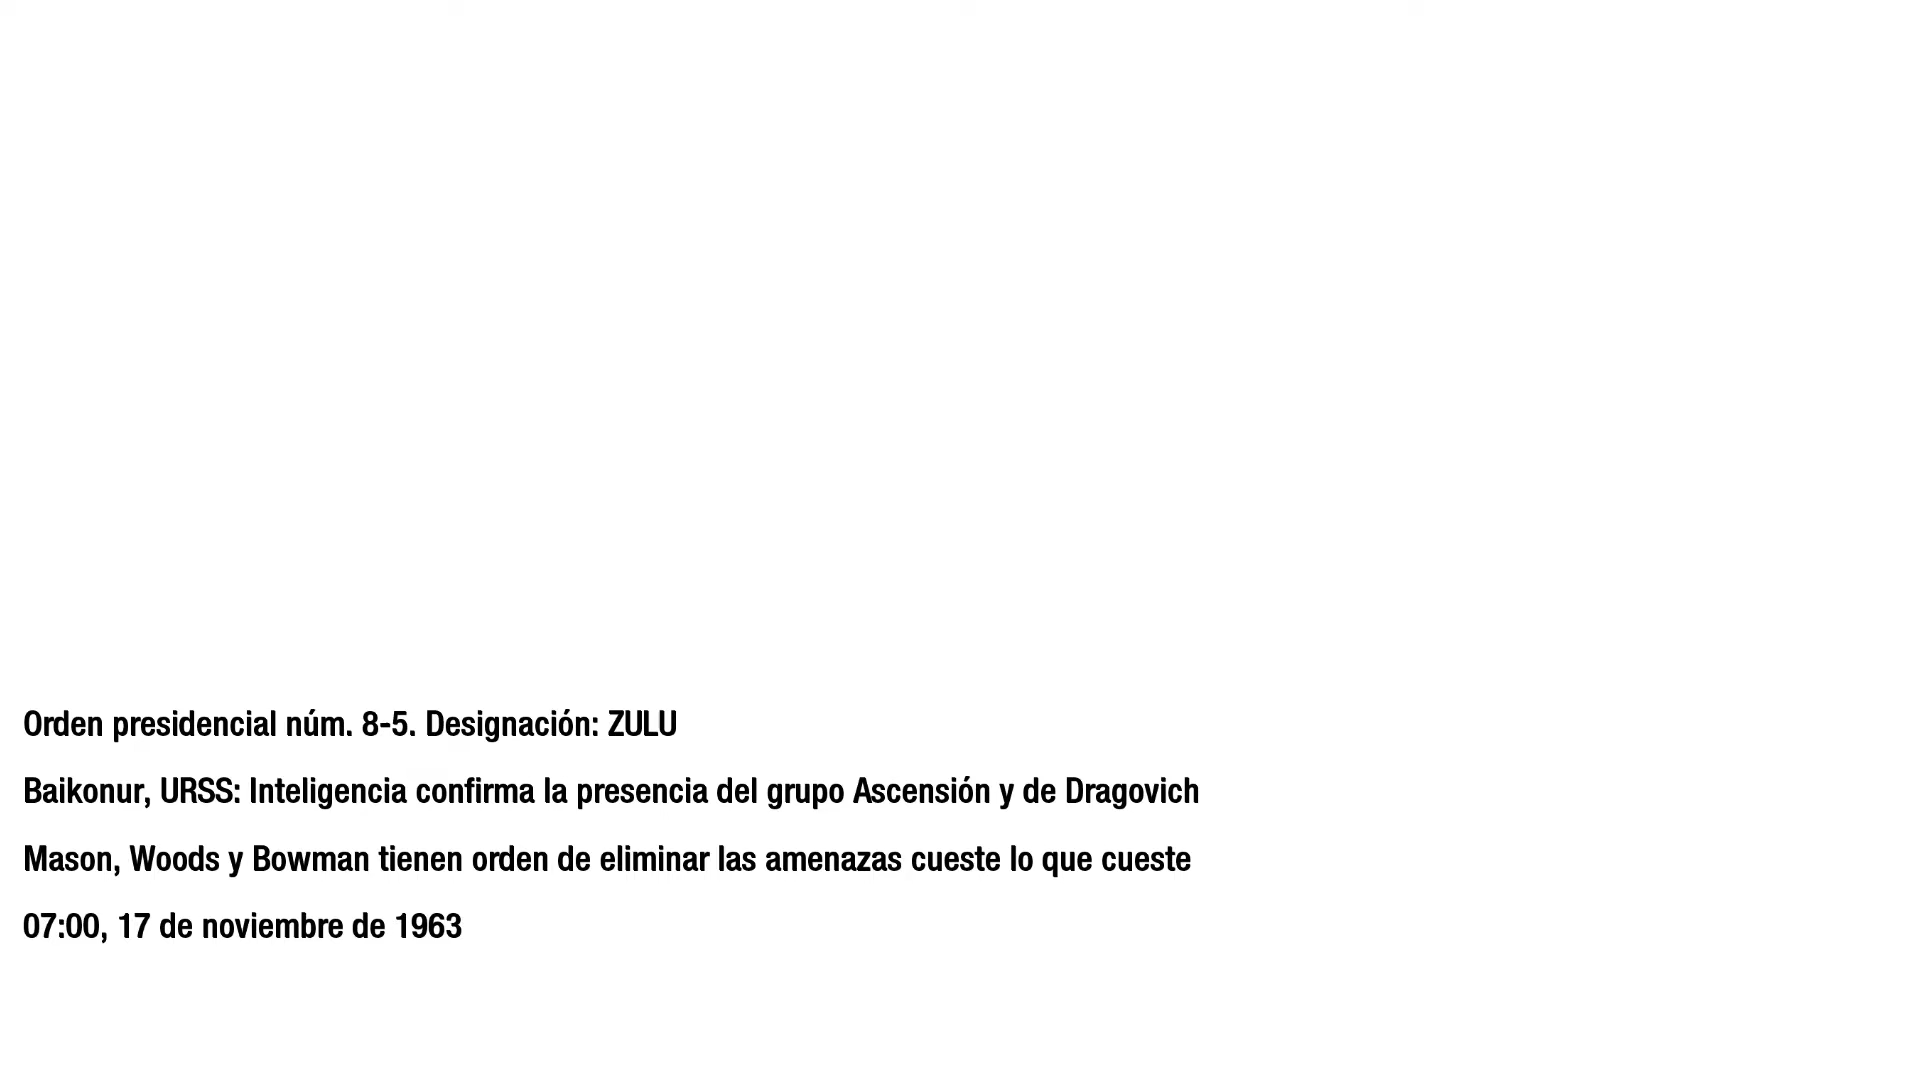 Orden presidencial núm. 8-5. Designación: ZULU
Baikonur, URSS: Inteligencia confirma la presencia del grupo Ascensión y de Dragovich
Mason, Woods y Bowman tienen orden de eliminar las amenazas cueste lo que cueste
07:00, 17 de noviembre de 1963